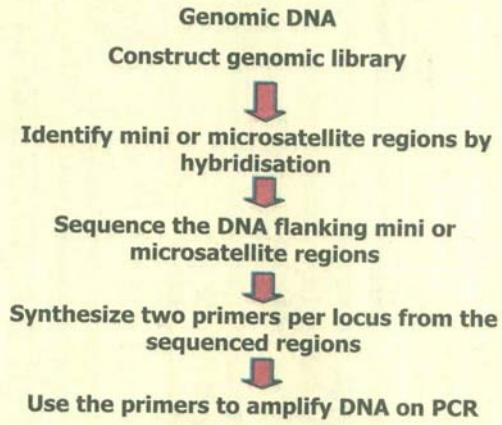 Genomic DNA
Construct genomic library
Identify mini or microsatellite regions by
hybridisation
Sequence the DNA flanking mini or
microsatellite regions
Synthesize two primers per locus from the
sequenced regions
Use the primers to amplify DNA on PCR